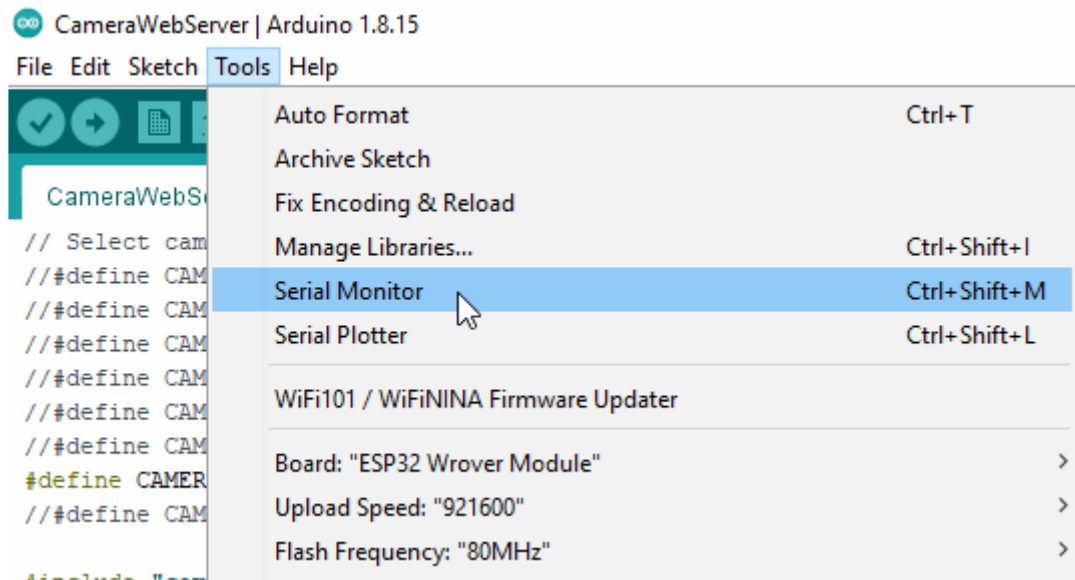 CameraWebServer | Arduino 1.8.15
File Edit Sketch Tools Help
Auto Format Ctrl+T
Archive Sketch
CameraWebS
Fix Encoding & Reload
// Select cam
Manage Libraries... Ctrl+Shift+I
//#define CAM
Serial Monitor Ctrl+Shift+M
//#define CAM
Serial Plotter Ctrl+Shift+L
//#define CAM
//#define CAM
WiFi101 / WiFiNINA Firmware Updater
//#define CAM
//#define CAM
Board: "ESP32 Wrover Module"
#define CAMER
Upload Speed: "921600"
//#define CAM
Flash Frequency: "80MHz"